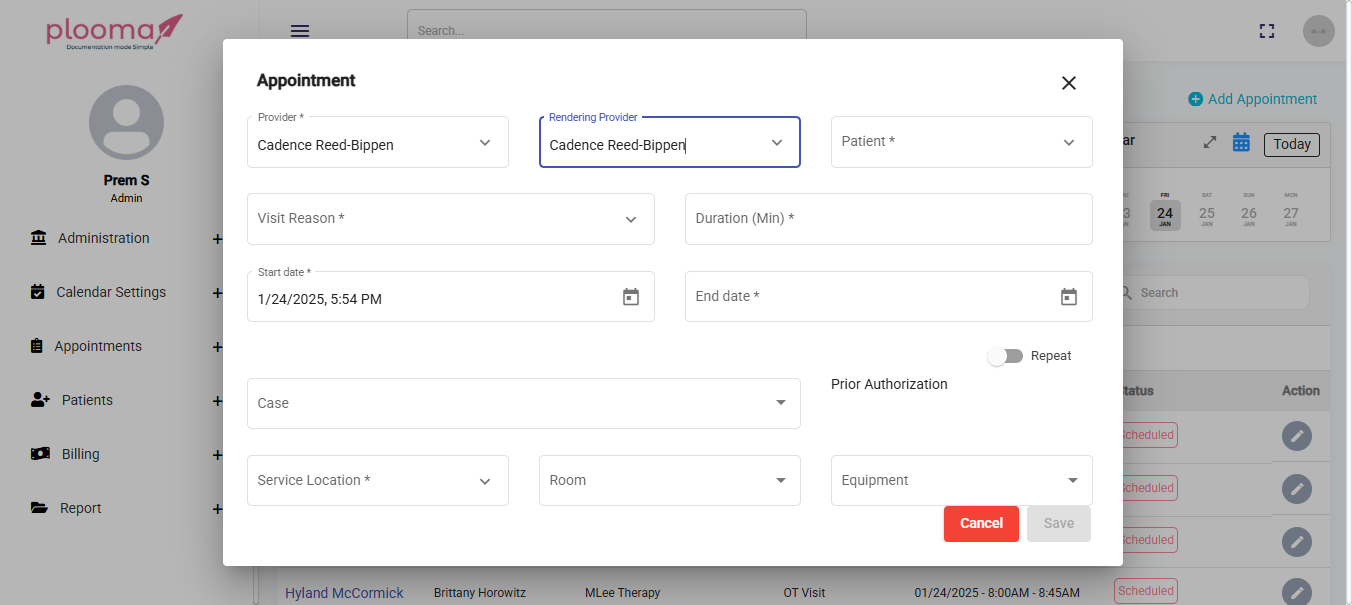 plooma
Documentation made Simple
Search...
Appointment
Add Appointment
Provider *
Cadence Reed-Bippen
Rendering Provider
Cadence Reed-Bippen
Patient *
ar
Today
Prem S
Admin
Visit Reason *
Duration (Min) *
3
FRI
24
JAN
SAT
25
JAN
SUN
26
JAN
MON
27
JAN
Administration +
Calendar Settings +
Appointments +
Patients +
Billing +
Report +
Start date *
1/24/2025, 5:54 PM
End date *
Search
Repeat
Case
Prior Authorization
tatus
Action
Scheduled
Scheduled
Scheduled
Service Location *
Room
Equipment
Cancel
Save
Hyland McCormick Brittany Horowitz MLee Therapy OT Visit 01/24/2025 - 8:00AM - 8:45AM Scheduled